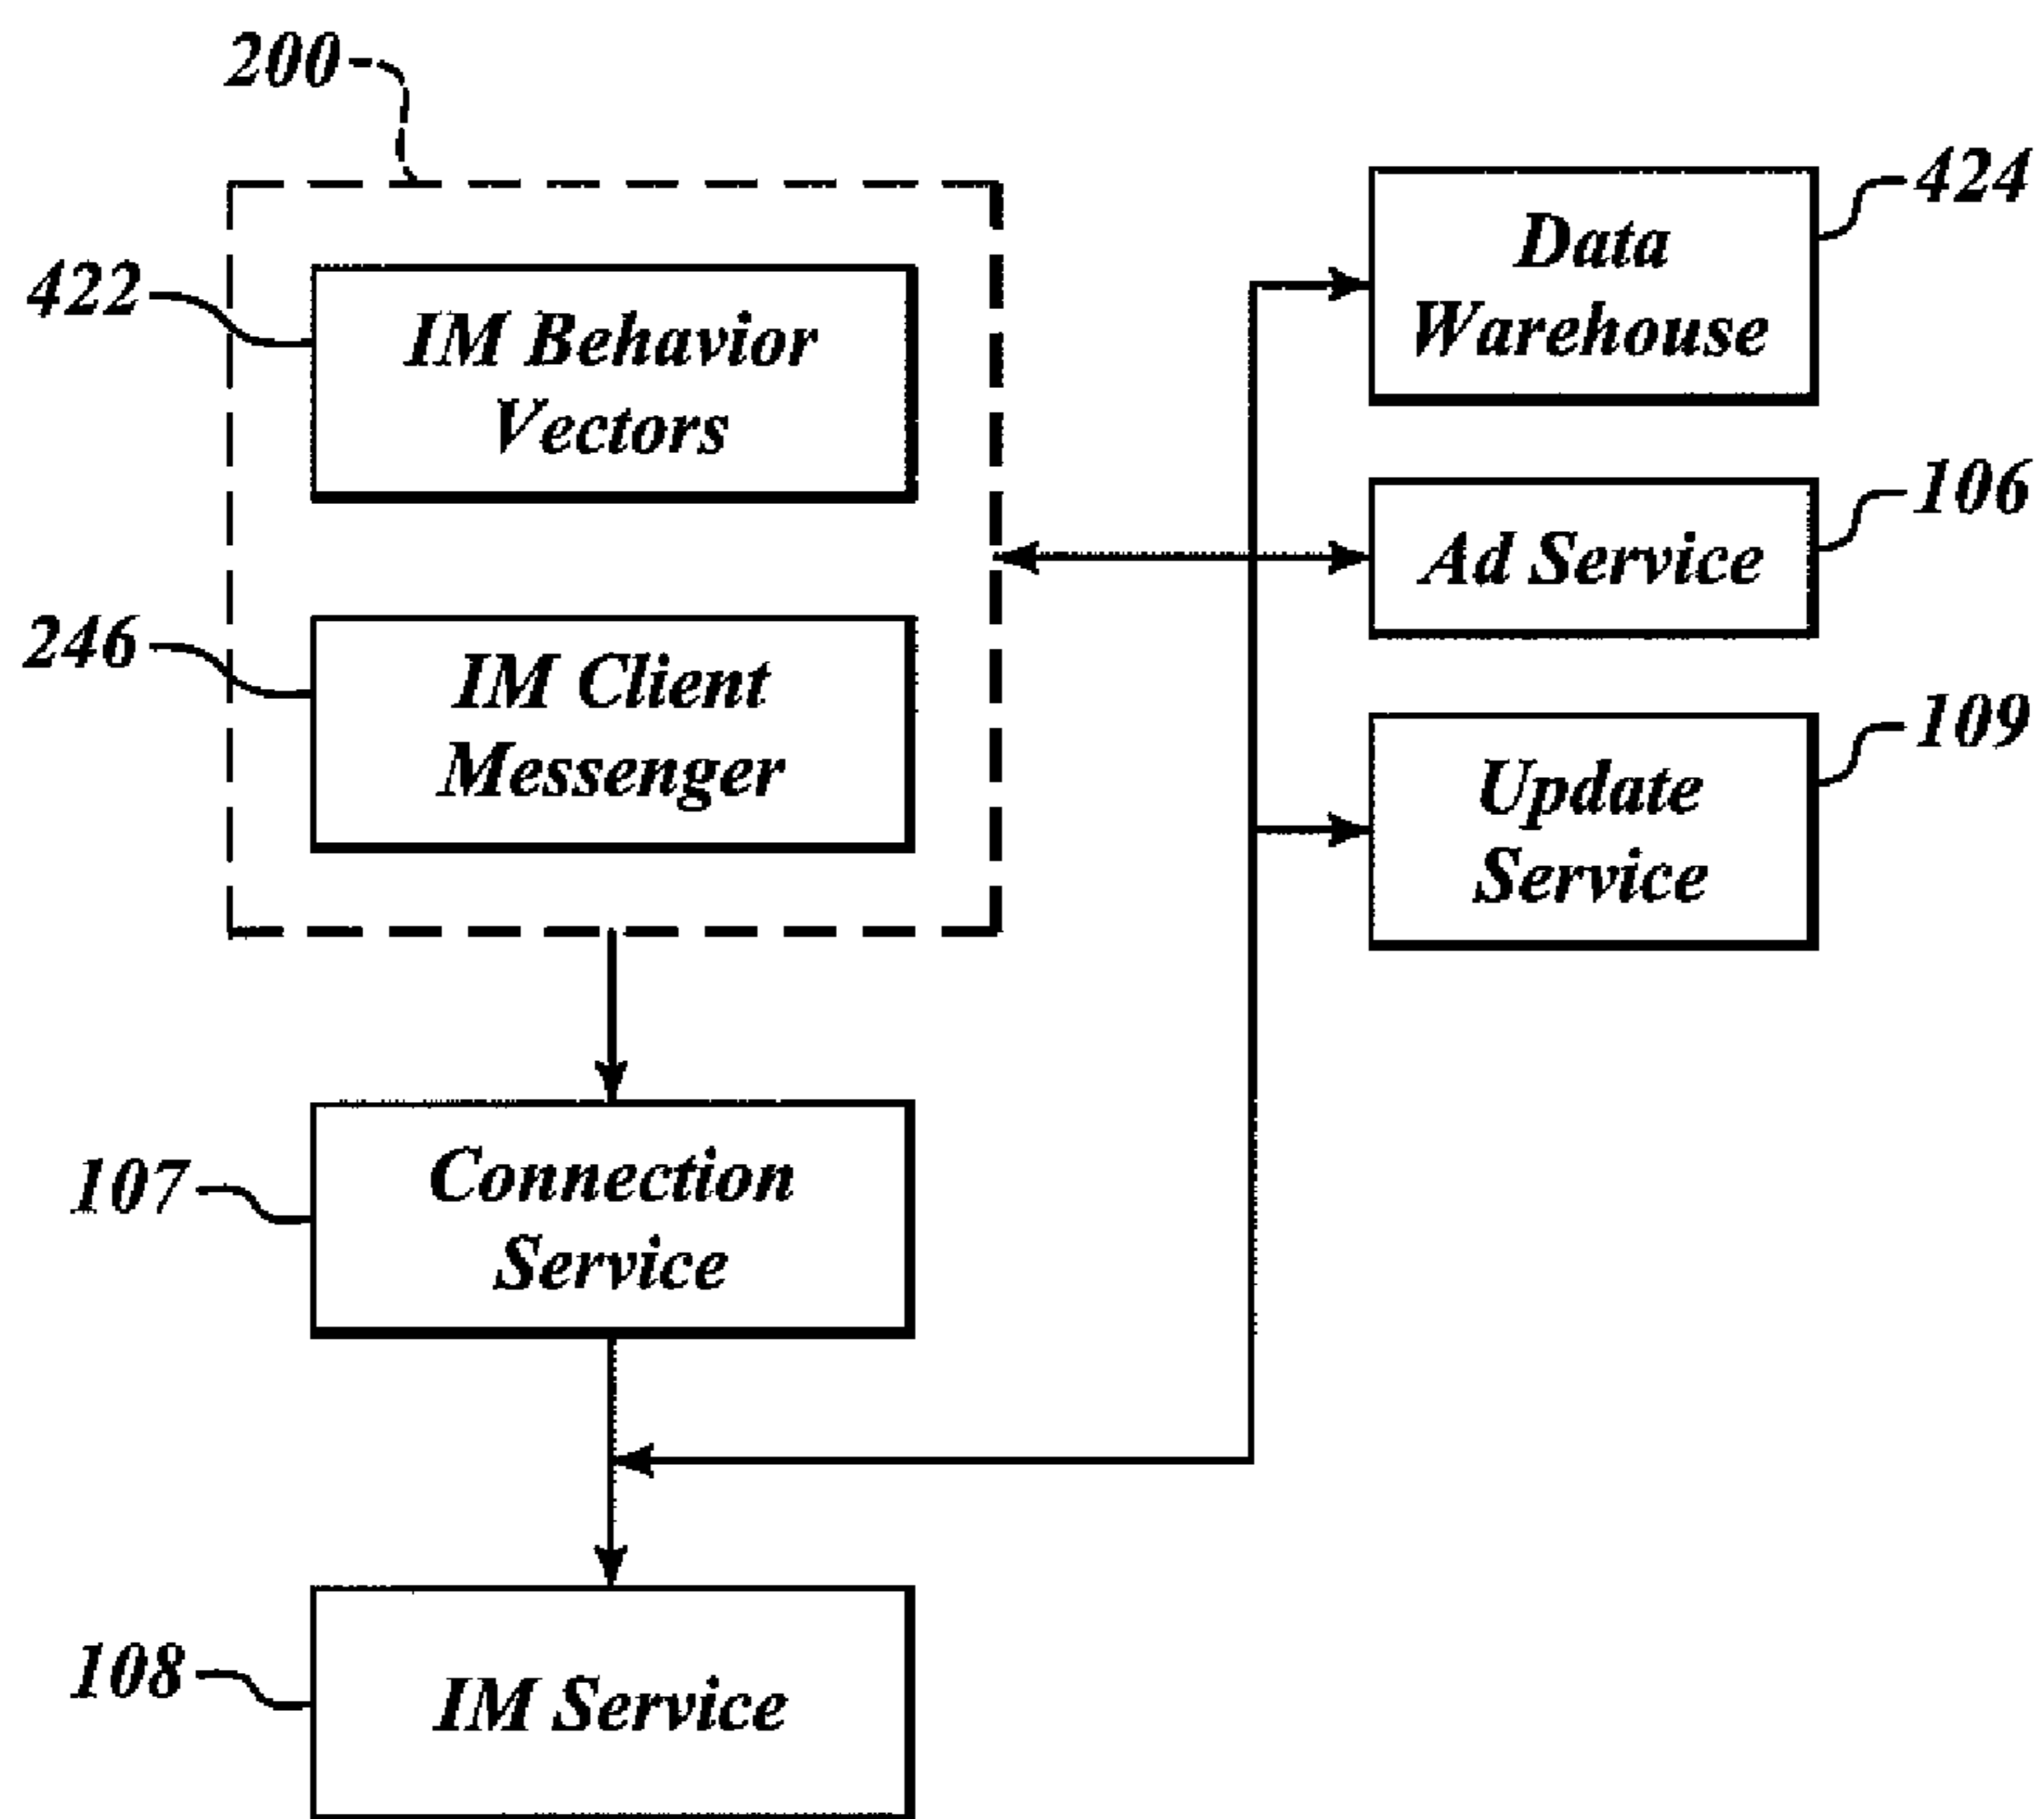 200
422
IM Behavior
Vectors
246
IM Client
Messenger
424
Data
Warehouse
106
Ad Service
109
Update
Service
107
Connection
Service
108
IM Service